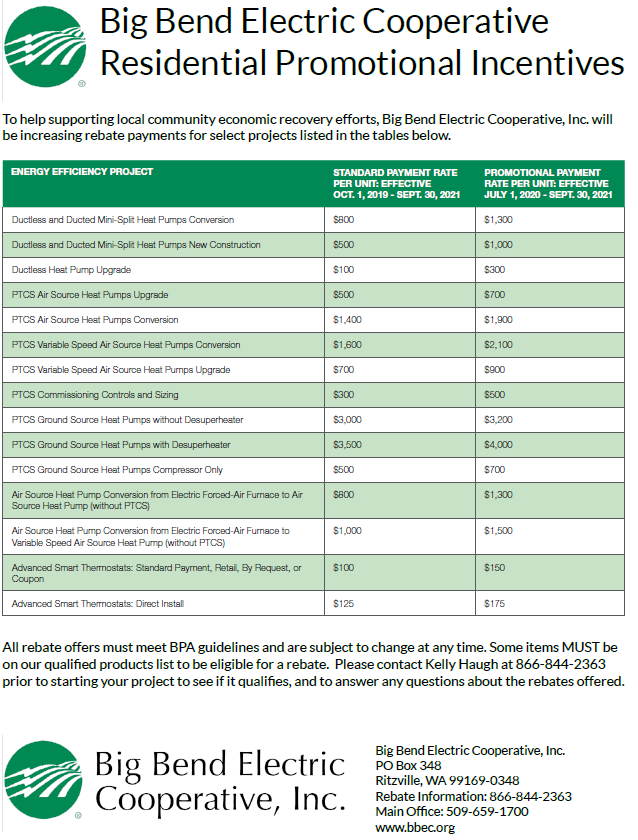 Big Bend Electric Cooperative
Residential Promotional Incentives
®
To help supporting local community economic recovery efforts, Big Bend Electric Cooperative, Inc. will
be increasing rebate payments for select projects listed in the tables below.
ENERGY EFFICIENCY PROJECT
STANDARD PAYMENT RATE
PER UNIT: EFFECTIVE
OCT. 1, 2019 - SEPT. 30, 2021
PROMOTIONAL PAYMENT
RATE PER UNIT: EFFECTIVE
JULY 1, 2020 - SEPT. 30, 2021
Ductless and Ducted Mini-Split Heat Pumps Conversion $800 $1,300
Ductless and Ducted Mini-Split Heat Pumps New Construction $500 $1,000
Ductless Heat Pump Upgrade $100 $300
PTCS Air Source Heat Pumps Upgrade $500 $700
PTCS Air Source Heat Pumps Conversion $1,400 $1,900
PTCS Variable Speed Air Source Heat Pumps Conversion $1,600 $2,100
PTCS Variable Speed Air Source Heat Pumps Upgrade $700 $900
PTCS Commissioning Controls and Sizing $300 $500
PTCS Ground Source Heat Pumps without Desuperheater $3,000 $3,200
PTCS Ground Source Heat Pumps with Desuperheater $3,500 $4,000
PTCS Ground Source Heat Pumps Compressor Only $500 $700
Air Source Heat Pump Conversion from Electric Forced-Air Furnace to Air $800 $1,300
Source Heat Pump (without PTCS)
Air Source Heat Pump Conversion from Electric Forced-Air Furnace to $1,000 $1,500
Variable Speed Air Source Heat Pump (without PTCS)
Advanced Smart Thermostats: Standard Payment, Retail, By Request, or $100 $150
Coupon
Advanced Smart Thermostats: Direct Install $125 $175
All rebate offers must meet BPA guidelines and are subject to change at any time. Some items MUST be
on our qualified products list to be eligible for a rebate. Please contact Kelly Haugh at 866-844-2363
prior to starting your project to see if it qualifies, and to answer any questions about the rebates offered.
Big Bend Electric
Cooperative, Inc.
®
Big Bend Electric Cooperative, Inc.
PO Box 348
Ritzville, WA 99169-0348
Rebate Information: 866-844-2363
Main Office: 509-659-1700
www.bbec.org